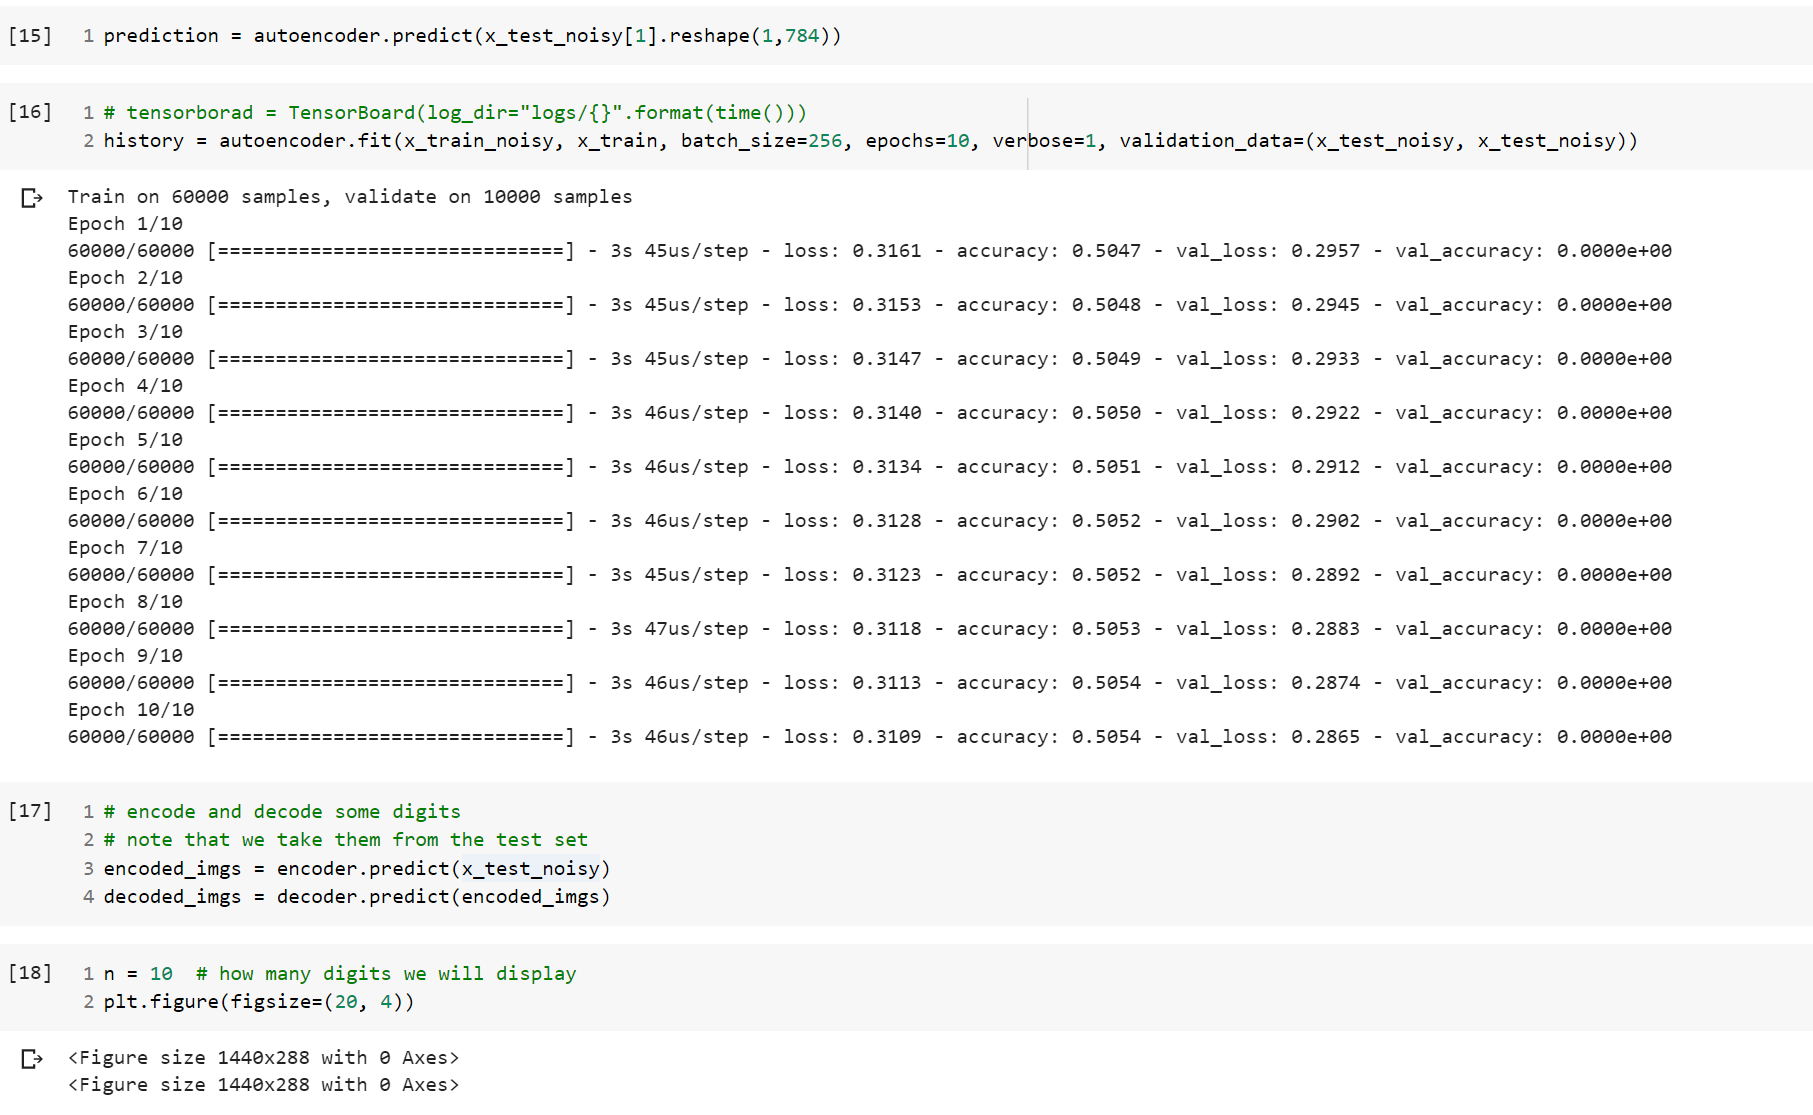 [15] 1 prediction = autoencoder.predict(x_test_noisy[1].reshape(1,784))
[16] 1 # tensorborad = TensorBoard(log_dir="logs/{}".format(time()))
2 history = autoencoder.fit(x_train_noisy, x_train, batch_size=256, epochs=10, verbose=1, validation_data=(x_test_noisy, x_test_noisy))
Train on 60000 samples, validate on 10000 samples
Epoch 1/10
60000/60000 [==============================] - 3s 45us/step - loss: 0.3161 - accuracy: 0.5047 - val_loss: 0.2957 - val_accuracy: 0.0000e+00
Epoch 2/10
60000/60000 [==============================] - 3s 45us/step - loss: 0.3153 - accuracy: 0.5048 - val_loss: 0.2945 - val_accuracy: 0.0000e+00
Epoch 3/10
60000/60000 [==============================] - 3s 45us/step - loss: 0.3147 - accuracy: 0.5049 - val_loss: 0.2933 - val_accuracy: 0.0000e+00
Epoch 4/10
60000/60000 [==============================] - 3s 46us/step - loss: 0.3140 - accuracy: 0.5050 - val_loss: 0.2922 - val_accuracy: 0.0000e+00
Epoch 5/10
60000/60000 [==============================] - 3s 46us/step - loss: 0.3134 - accuracy: 0.5051 - val_loss: 0.2912 - val_accuracy: 0.0000e+00
Epoch 6/10
60000/60000 [==============================] - 3s 46us/step - loss: 0.3128 - accuracy: 0.5052 - val_loss: 0.2902 - val_accuracy: 0.0000e+00
Epoch 7/10
60000/60000 [==============================] - 3s 45us/step - loss: 0.3123 - accuracy: 0.5052 - val_loss: 0.2892 - val_accuracy: 0.0000e+00
Epoch 8/10
60000/60000 [==============================] - 3s 47us/step - loss: 0.3118 - accuracy: 0.5053 - val_loss: 0.2883 - val_accuracy: 0.0000e+00
Epoch 9/10
60000/60000 [==============================] - 3s 46us/step - loss: 0.3113 - accuracy: 0.5054 - val_loss: 0.2874 - val_accuracy: 0.0000e+00
Epoch 10/10
60000/60000 [==============================] - 3s 46us/step - loss: 0.3109 - accuracy: 0.5054 - val_loss: 0.2865 - val_accuracy: 0.0000e+00
[17] 1 # encode and decode some digits
2 # note that we take them from the test set
3 encoded_imgs = encoder.predict(x_test_noisy)
4 decoded_imgs = decoder.predict(encoded_imgs)
[18] 1 n = 10  # how many digits we will display
2 plt.figure(figsize=(20, 4))
<Figure size 1440x288 with 0 Axes>
<Figure size 1440x288 with 0 Axes>